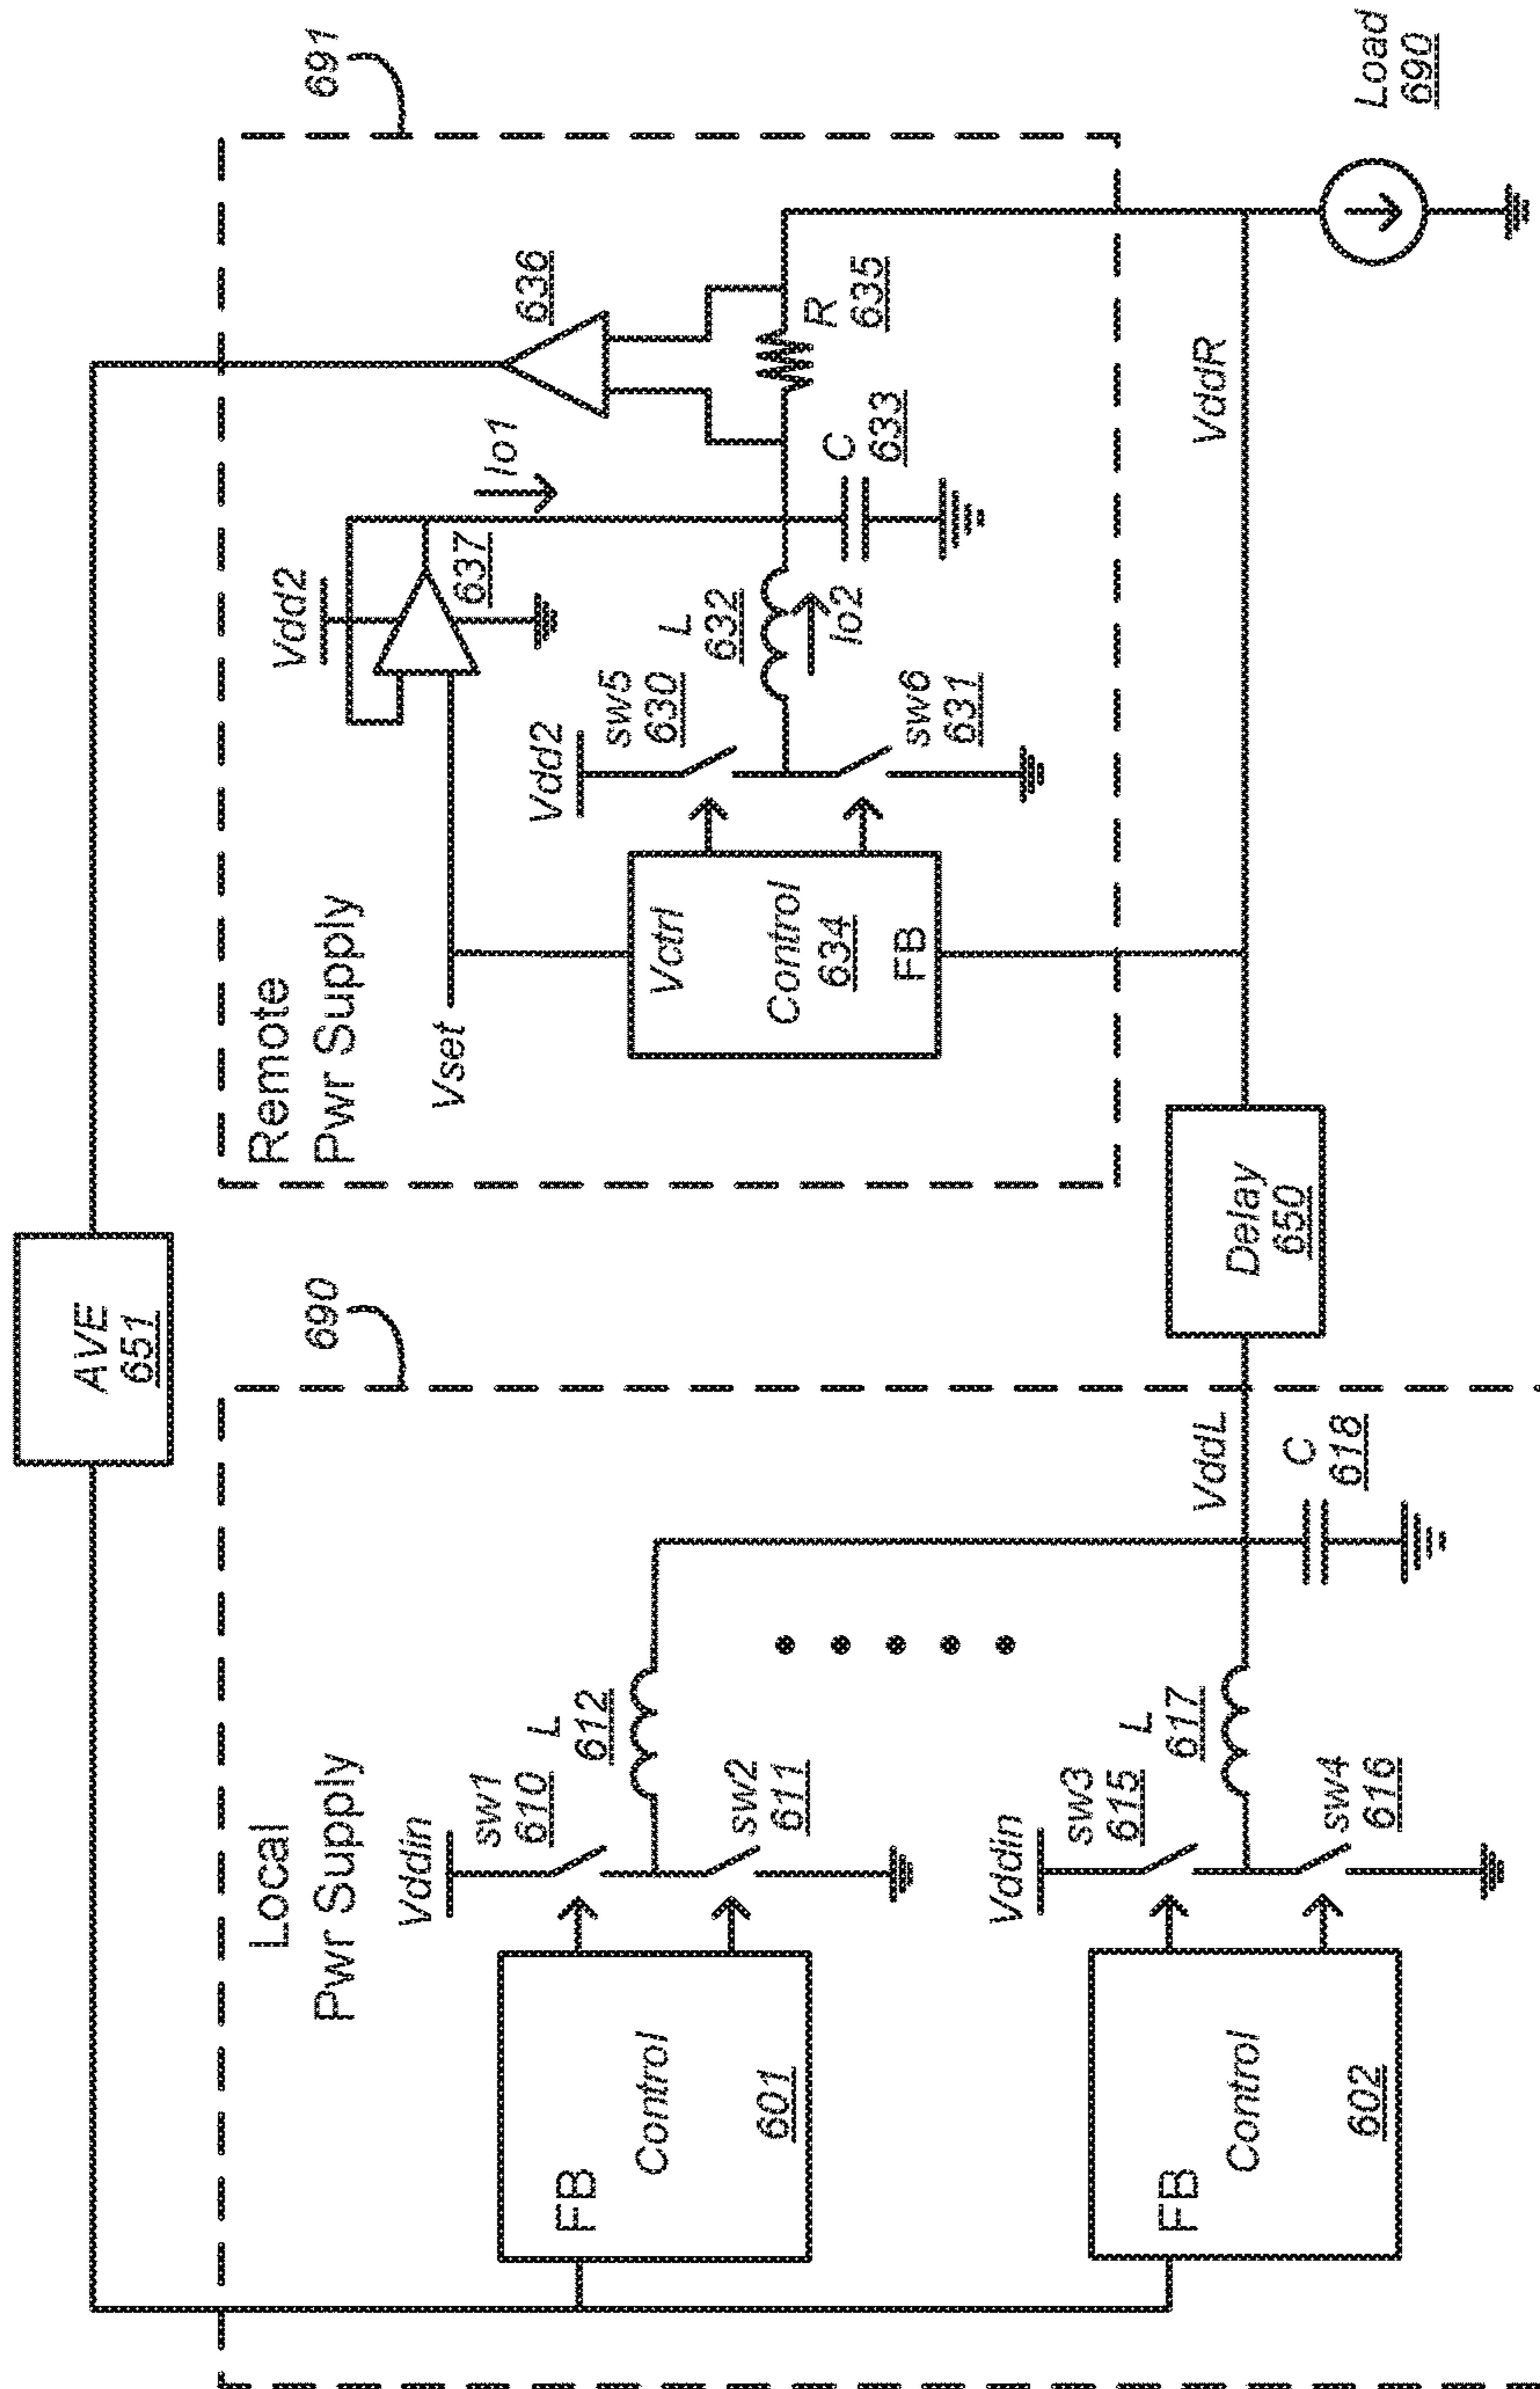 AVE
651
690
691
Local
Pwr Supply
Remote
Pwr Supply
FB
Control
601
Vddin
sw1
610
sw2
611
L
612
FB
Control
602
Vddin
sw3
615
sw4
616
L
617
VddL
C
618
Delay
650
Vset
Vctrl
Control
634
FB
Vdd2
sw5
630
sw6
631
L
632
Io2
Vdd2
637
Io1
C
633
636
R
635
VddR
Load
690